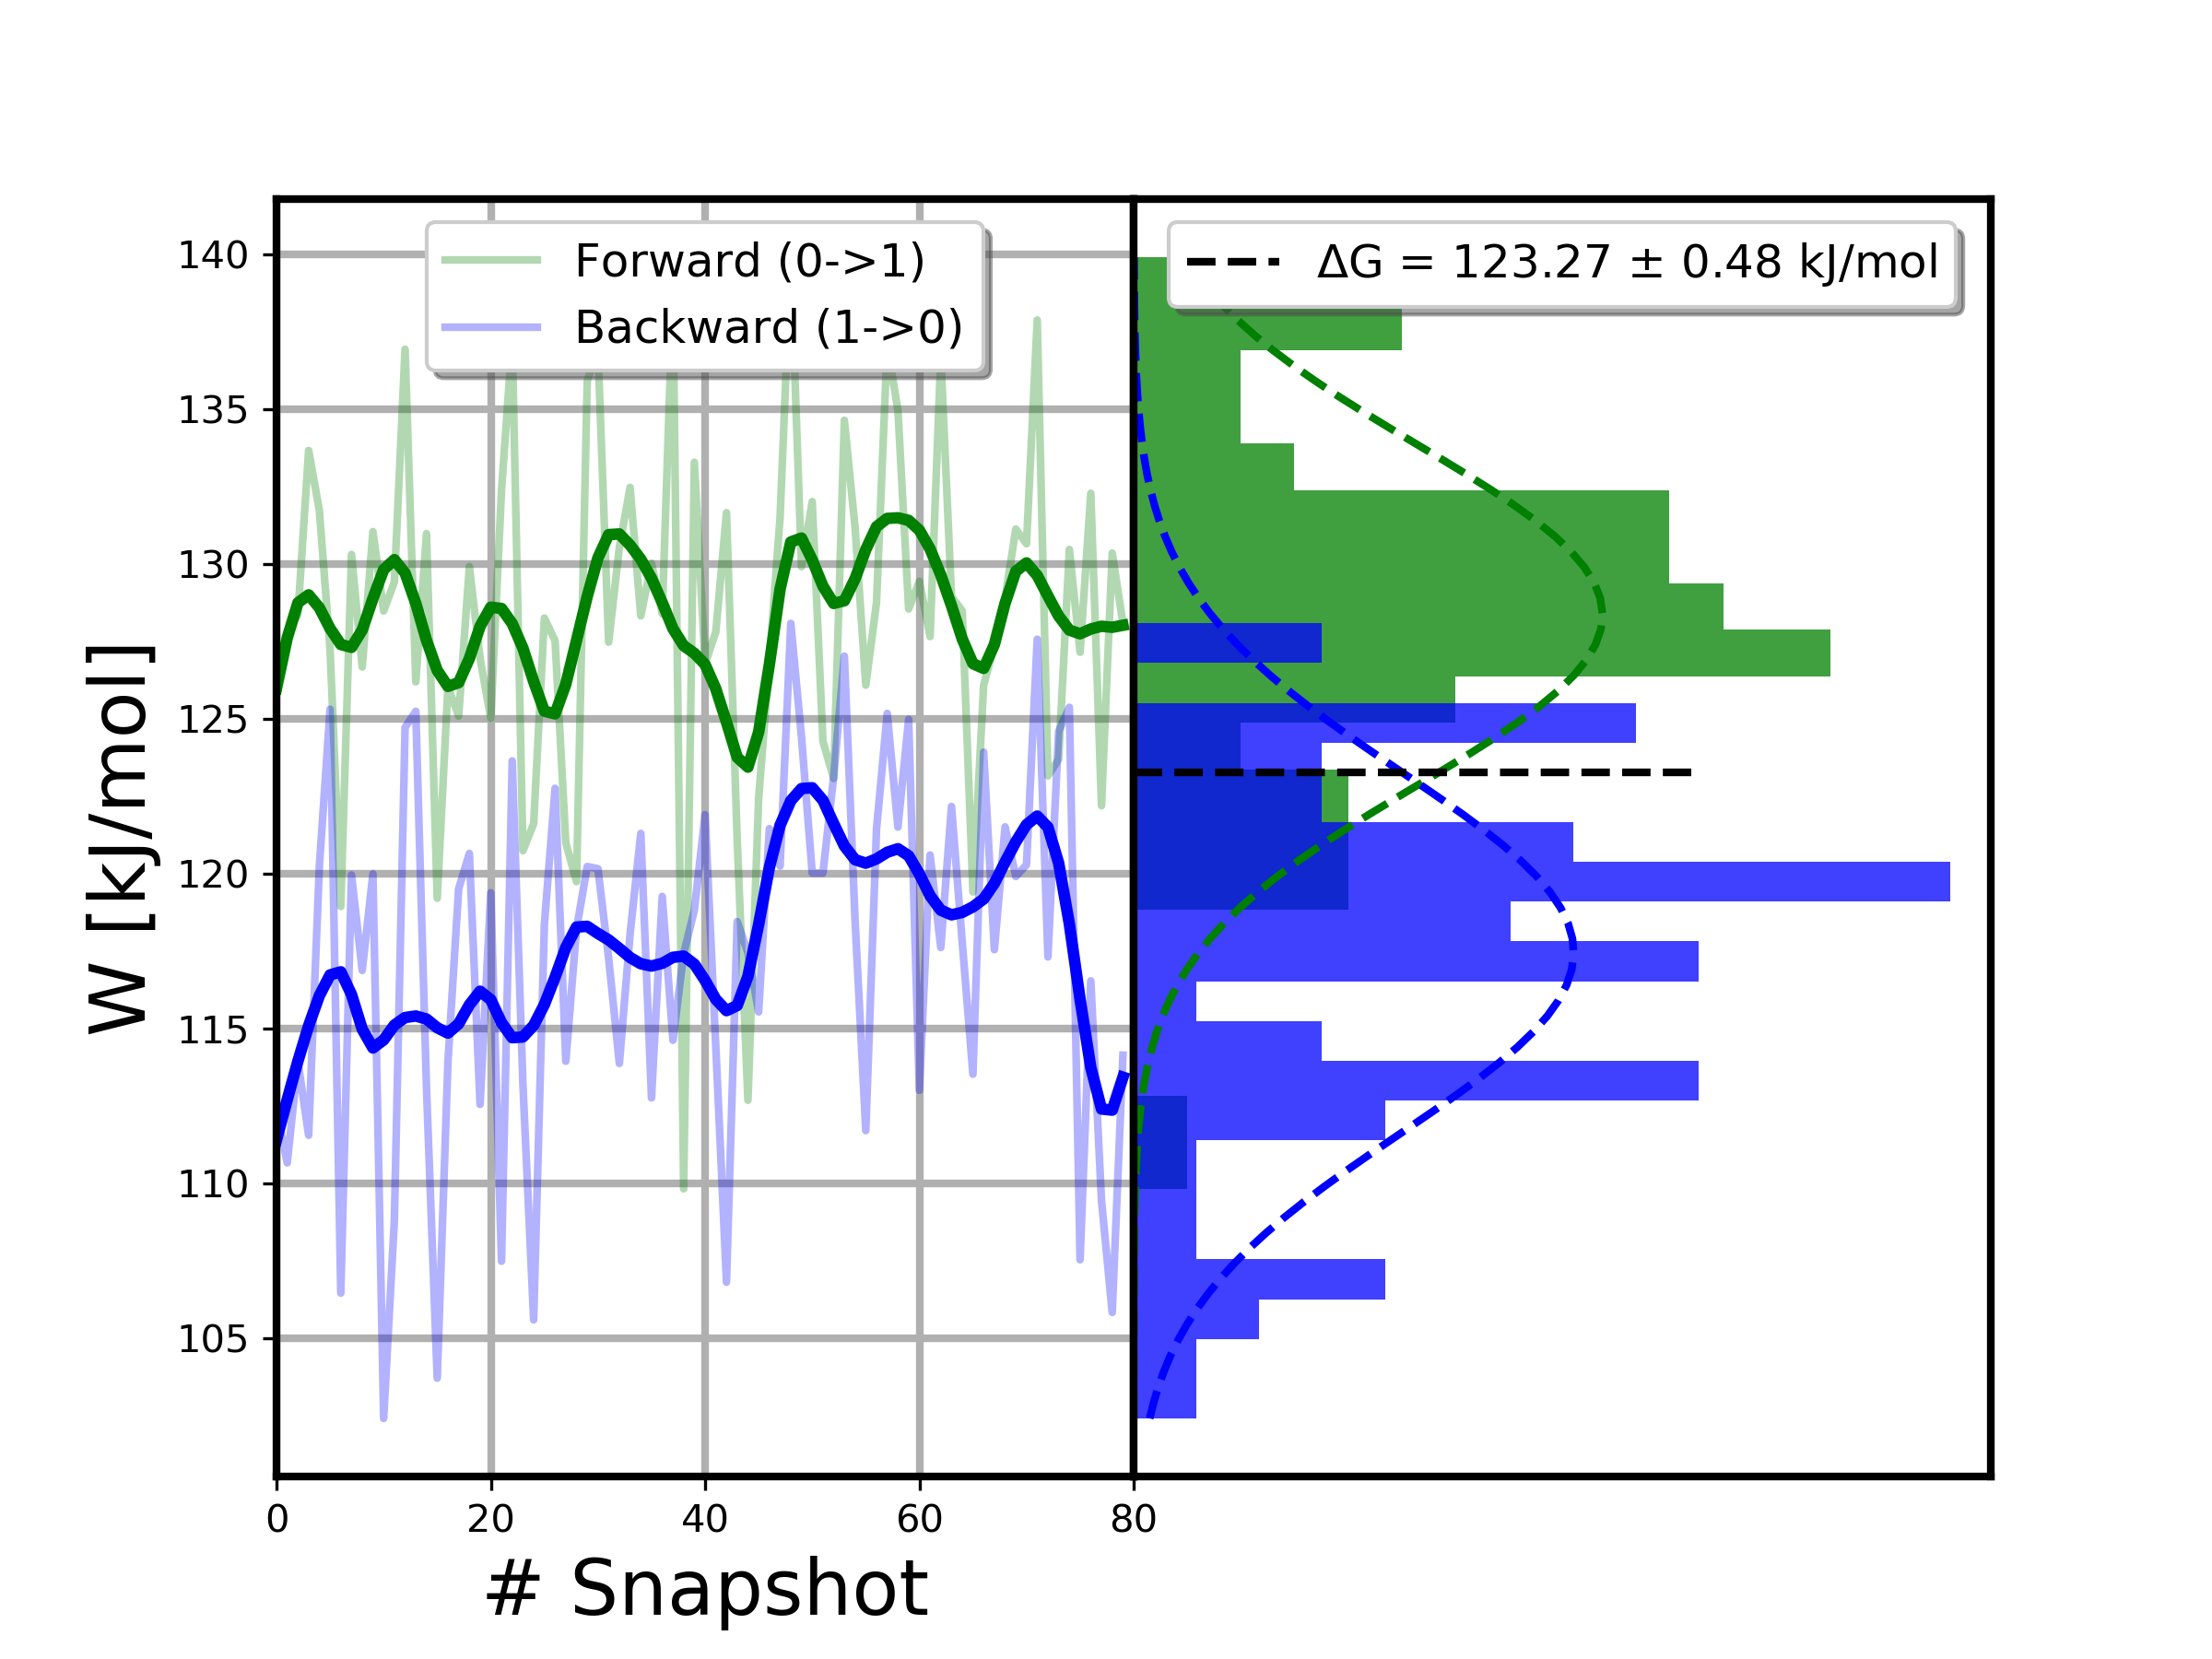 Forward (0->1)
Backward (1->0)
ΔG = 123.27 ± 0.48 kJ/mol
W [kJ/mol]
140
135
130
125
120
115
110
105
0 20 40 60 80
# Snapshot